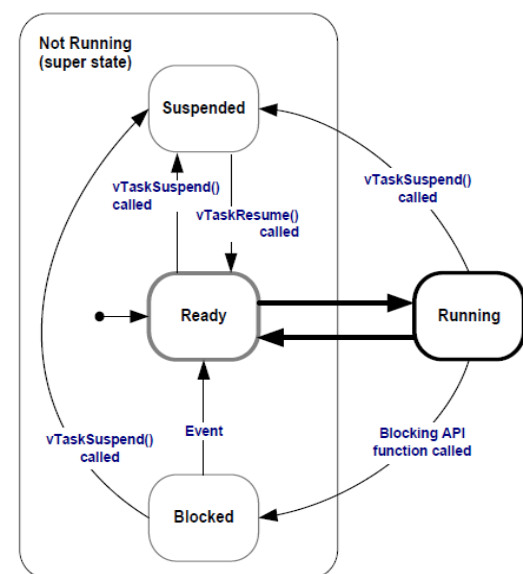 Not Running
(super state)
Suspended
vTaskSuspend()
called
vTaskSuspend()
called
vTaskResume()
called
Ready
Running
vTaskSuspend()
called
Event
Blocking API
function called
Blocked